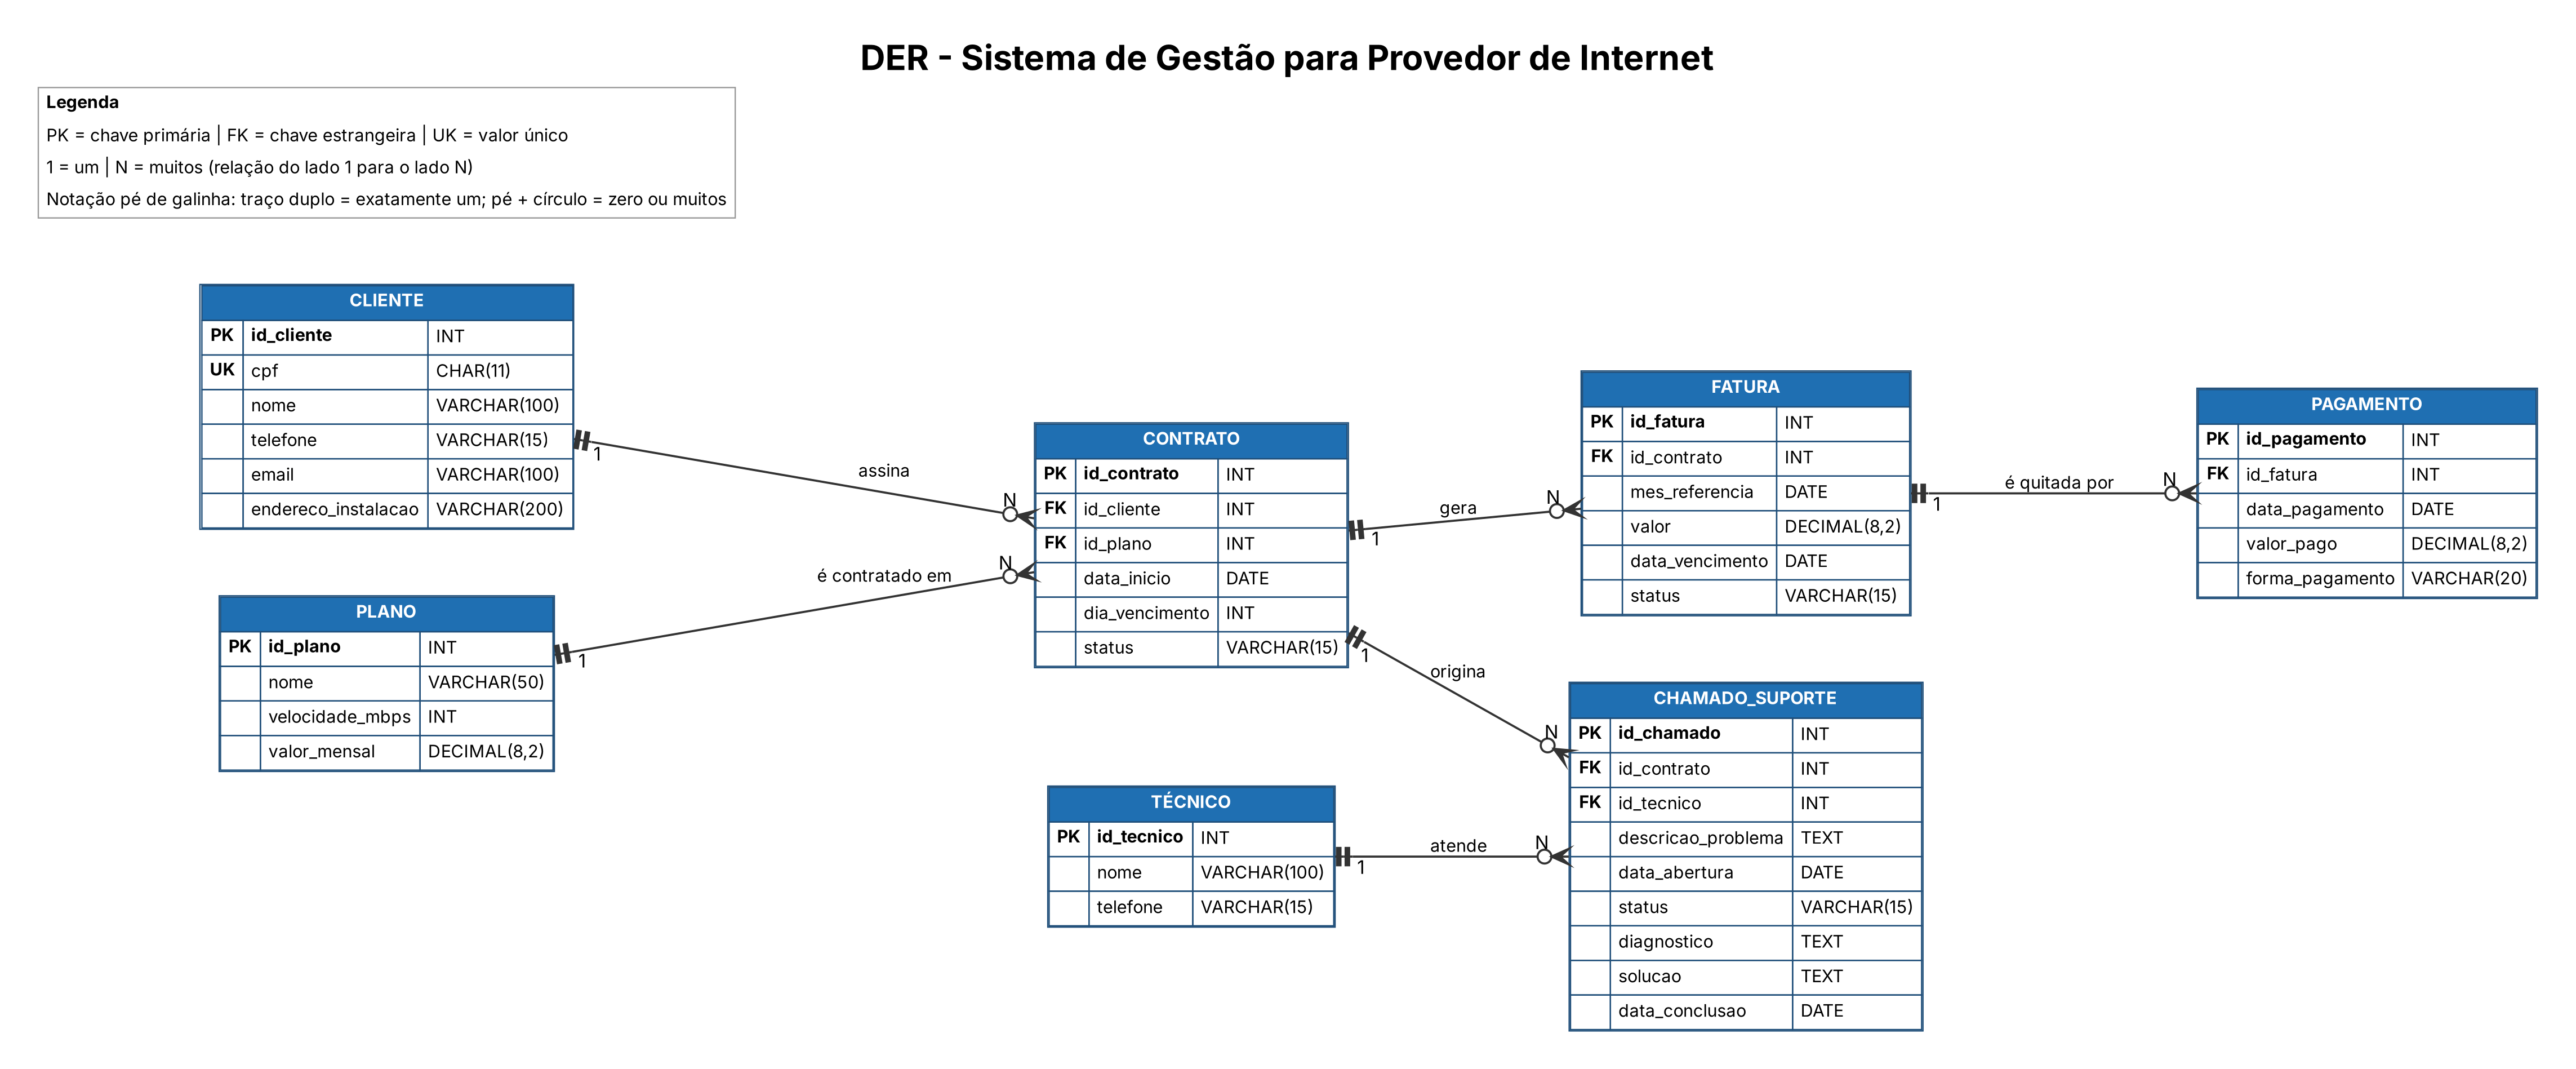 DER - Sistema de Gestão para Provedor de Internet
Legenda
PK = chave primária | FK = chave estrangeira | UK = valor único
1 = um | N = muitos (relação do lado 1 para o lado N)
Notação pé de galinha: traço duplo = exatamente um; pé + círculo = zero ou muitos
CLIENTE
PK id_cliente INT
UK cpf CHAR(11)
nome VARCHAR(100)
telefone VARCHAR(15)
email VARCHAR(100)
endereco_instalacao VARCHAR(200)
1
assina
N
PLANO
PK id_plano INT
nome VARCHAR(50)
velocidade_mbps INT
valor_mensal DECIMAL(8,2)
1
é contratado em
N
CONTRATO
PK id_contrato INT
FK id_cliente INT
FK id_plano INT
data_inicio DATE
dia_vencimento INT
status VARCHAR(15)
1
gera
N
1
origina
N
TÉCNICO
PK id_tecnico INT
nome VARCHAR(100)
telefone VARCHAR(15)
1
atende
N
FATURA
PK id_fatura INT
FK id_contrato INT
mes_referencia DATE
valor DECIMAL(8,2)
data_vencimento DATE
status VARCHAR(15)
1
é quitada por
N
CHAMADO_SUPORTE
PK id_chamado INT
FK id_contrato INT
FK id_tecnico INT
descricao_problema TEXT
data_abertura DATE
status VARCHAR(15)
diagnostico TEXT
solucao TEXT
data_conclusao DATE
PAGAMENTO
PK id_pagamento INT
FK id_fatura INT
data_pagamento DATE
valor_pago DECIMAL(8,2)
forma_pagamento VARCHAR(20)